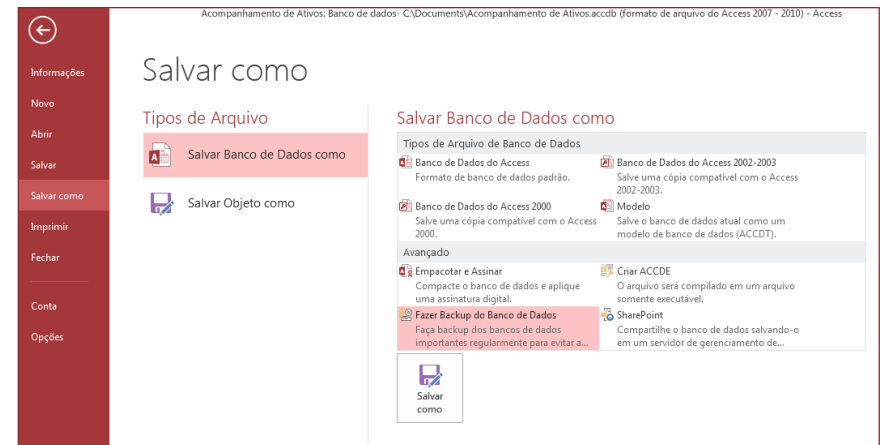 Acompanhamento de Ativos: Banco de dados- C:\Documents\Acompanhamento de Ativos.accdb (formato de arquivo do Access 2007 - 2010) - Access
Informações
Novo
Abrir
Salvar
Salvar como
Imprimir
Fechar
Conta
Opções
Salvar como
Tipos de Arquivo
Salvar Banco de Dados como
Salvar Objeto como
Salvar Banco de Dados como
Tipos de Arquivo de Banco de Dados
Banco de Dados do Access
Formato de banco de dados padrão.
Banco de Dados do Access 2002-2003
Salve uma cópia compatível com o Access
2002-2003.
Banco de Dados do Access 2000
Salve uma cópia compatível com o Access
2000.
Modelo
Salve o banco de dados atual como um
modelo de banco de dados (ACCDT).
Avançado
Empacotar e Assinar
Compacte o banco de dados e aplique
uma assinatura digital.
Criar ACCDE
O arquivo será compilado em um arquivo
somente executável.
Fazer Backup do Banco de Dados
Faça backup dos bancos de dados
importantes regularmente para evitar a...
SharePoint
Compartilhe o banco de dados salvando-o
em um servidor de gerenciamento de...
Salvar
como